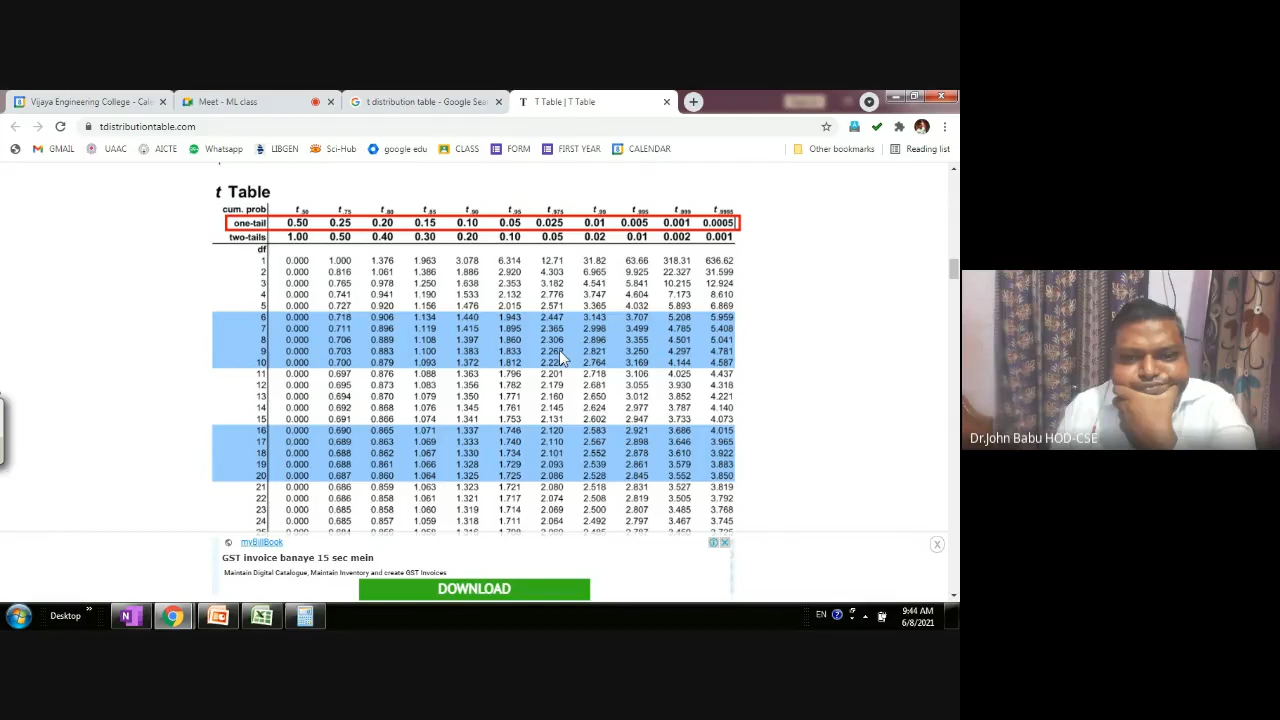 Vijaya Engineering College - Cale
Meet - ML class
t distribution table - Google Sea
T Table | T Table
tdistributiontable.com
GMAIL UAAC AICTE Whatsapp LIBGEN Sci-Hub google edu CLASS FORM FIRST YEAR CALENDAR Other bookmarks Reading list
t Table
cum. prob t.50 t.75 t.80 t.85 t.90 t.95 t.975 t.99 t.995 t.999 t.9995
one-tail 0.50 0.25 0.20 0.15 0.10 0.05 0.025 0.01 0.005 0.001 0.0005
two-tails 1.00 0.50 0.40 0.30 0.20 0.10 0.05 0.02 0.01 0.002 0.001
df
1 0.000 1.000 1.376 1.963 3.078 6.314 12.71 31.82 63.66 318.31 636.62
2 0.000 0.816 1.061 1.386 1.886 2.920 4.303 6.965 9.925 22.327 31.599
3 0.000 0.765 0.978 1.250 1.638 2.353 3.182 4.541 5.841 10.215 12.924
4 0.000 0.741 0.941 1.190 1.533 2.132 2.776 3.747 4.604 7.173 8.610
5 0.000 0.727 0.920 1.156 1.476 2.015 2.571 3.365 4.032 5.893 6.869
6 0.000 0.718 0.906 1.134 1.440 1.943 2.447 3.143 3.707 5.208 5.959
7 0.000 0.711 0.896 1.119 1.415 1.895 2.365 2.998 3.499 4.785 5.408
8 0.000 0.706 0.889 1.108 1.397 1.860 2.306 2.896 3.355 4.501 5.041
9 0.000 0.703 0.883 1.100 1.383 1.833 2.262 2.821 3.250 4.297 4.781
10 0.000 0.700 0.879 1.093 1.372 1.812 2.228 2.764 3.169 4.144 4.587
11 0.000 0.697 0.876 1.088 1.363 1.796 2.201 2.718 3.106 4.025 4.437
12 0.000 0.695 0.873 1.083 1.356 1.782 2.179 2.681 3.055 3.930 4.318
13 0.000 0.694 0.870 1.079 1.350 1.771 2.160 2.650 3.012 3.852 4.221
14 0.000 0.692 0.868 1.076 1.345 1.761 2.145 2.624 2.977 3.787 4.140
15 0.000 0.691 0.866 1.074 1.341 1.753 2.131 2.602 2.947 3.733 4.073
16 0.000 0.690 0.865 1.071 1.337 1.746 2.120 2.583 2.921 3.686 4.015
17 0.000 0.689 0.863 1.069 1.333 1.740 2.110 2.567 2.898 3.646 3.965
18 0.000 0.688 0.862 1.067 1.330 1.734 2.101 2.552 2.878 3.610 3.922
19 0.000 0.688 0.861 1.066 1.328 1.729 2.093 2.539 2.861 3.579 3.883
20 0.000 0.687 0.860 1.064 1.325 1.725 2.086 2.528 2.845 3.552 3.850
21 0.000 0.686 0.859 1.063 1.323 1.721 2.080 2.518 2.831 3.527 3.819
22 0.000 0.686 0.858 1.061 1.321 1.717 2.074 2.508 2.819 3.505 3.792
23 0.000 0.685 0.858 1.060 1.319 1.714 2.069 2.500 2.807 3.485 3.768
24 0.000 0.685 0.857 1.059 1.318 1.711 2.064 2.492 2.797 3.467 3.745
myBillBook
GST invoice banaye 15 sec mein
Maintain Digital Catalogue, Maintain Inventory and create GST Invoices
DOWNLOAD
Dr.John Babu HOD-CSE
Desktop
EN
9:44 AM
6/8/2021